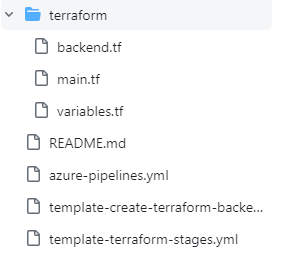 terraform
backend.tf
main.tf
variables.tf
README.md
azure-pipelines.yml
template-create-terraform-backe...
template-terraform-stages.yml